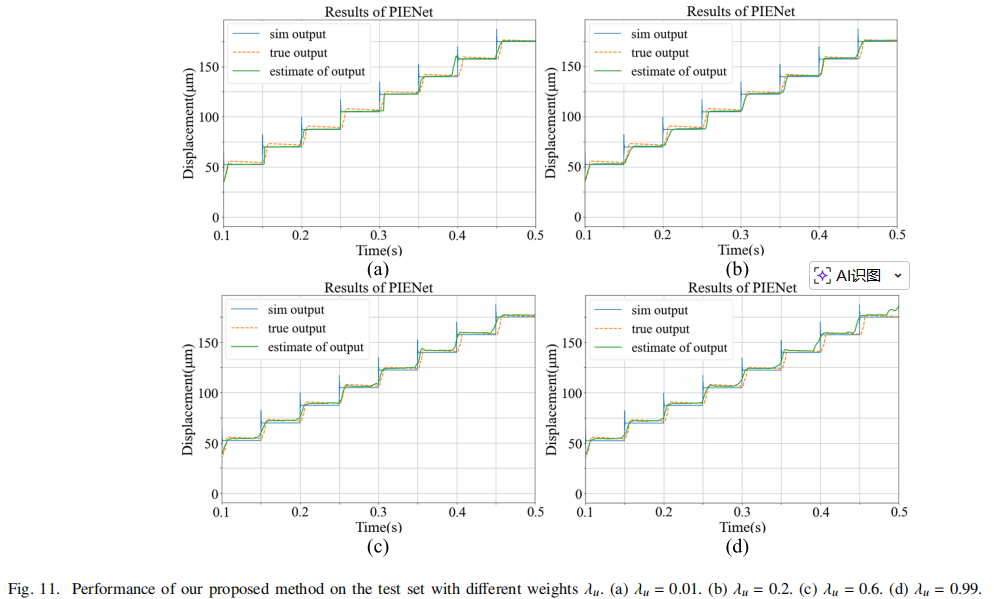 Results of PIENet
sim output
true output
estimate of output
Displacement(μm)
150
100
50
0
0.1 0.2 0.3 0.4 0.5
Time(s)
(a)
Results of PIENet
sim output
true output
estimate of output
Displacement(μm)
150
100
50
0
0.1 0.2 0.3 0.4 0.5
Time(s)
(b)
AI识图
Results of PIENet
sim output
true output
estimate of output
Displacement(μm)
150
100
50
0
0.1 0.2 0.3 0.4 0.5
Time(s)
(c)
Results of PIENet
sim output
true output
estimate of output
Displacement(μm)
150
100
50
0
0.1 0.2 0.3 0.4 0.5
Time(s)
(d)
Fig. 11. Performance of our proposed method on the test set with different weights λu. (a) λu = 0.01. (b) λu = 0.2. (c) λu = 0.6. (d) λu = 0.99.